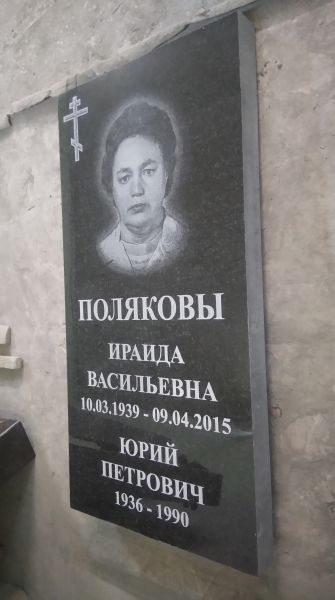 ПОЛЯКОВЫ
ИРАИДА
ВАСИЛЬЕВНА
10.03.1939 - 09.04.2015
ЮРИЙ
ПЕТРОВИЧ
1936 - 1990